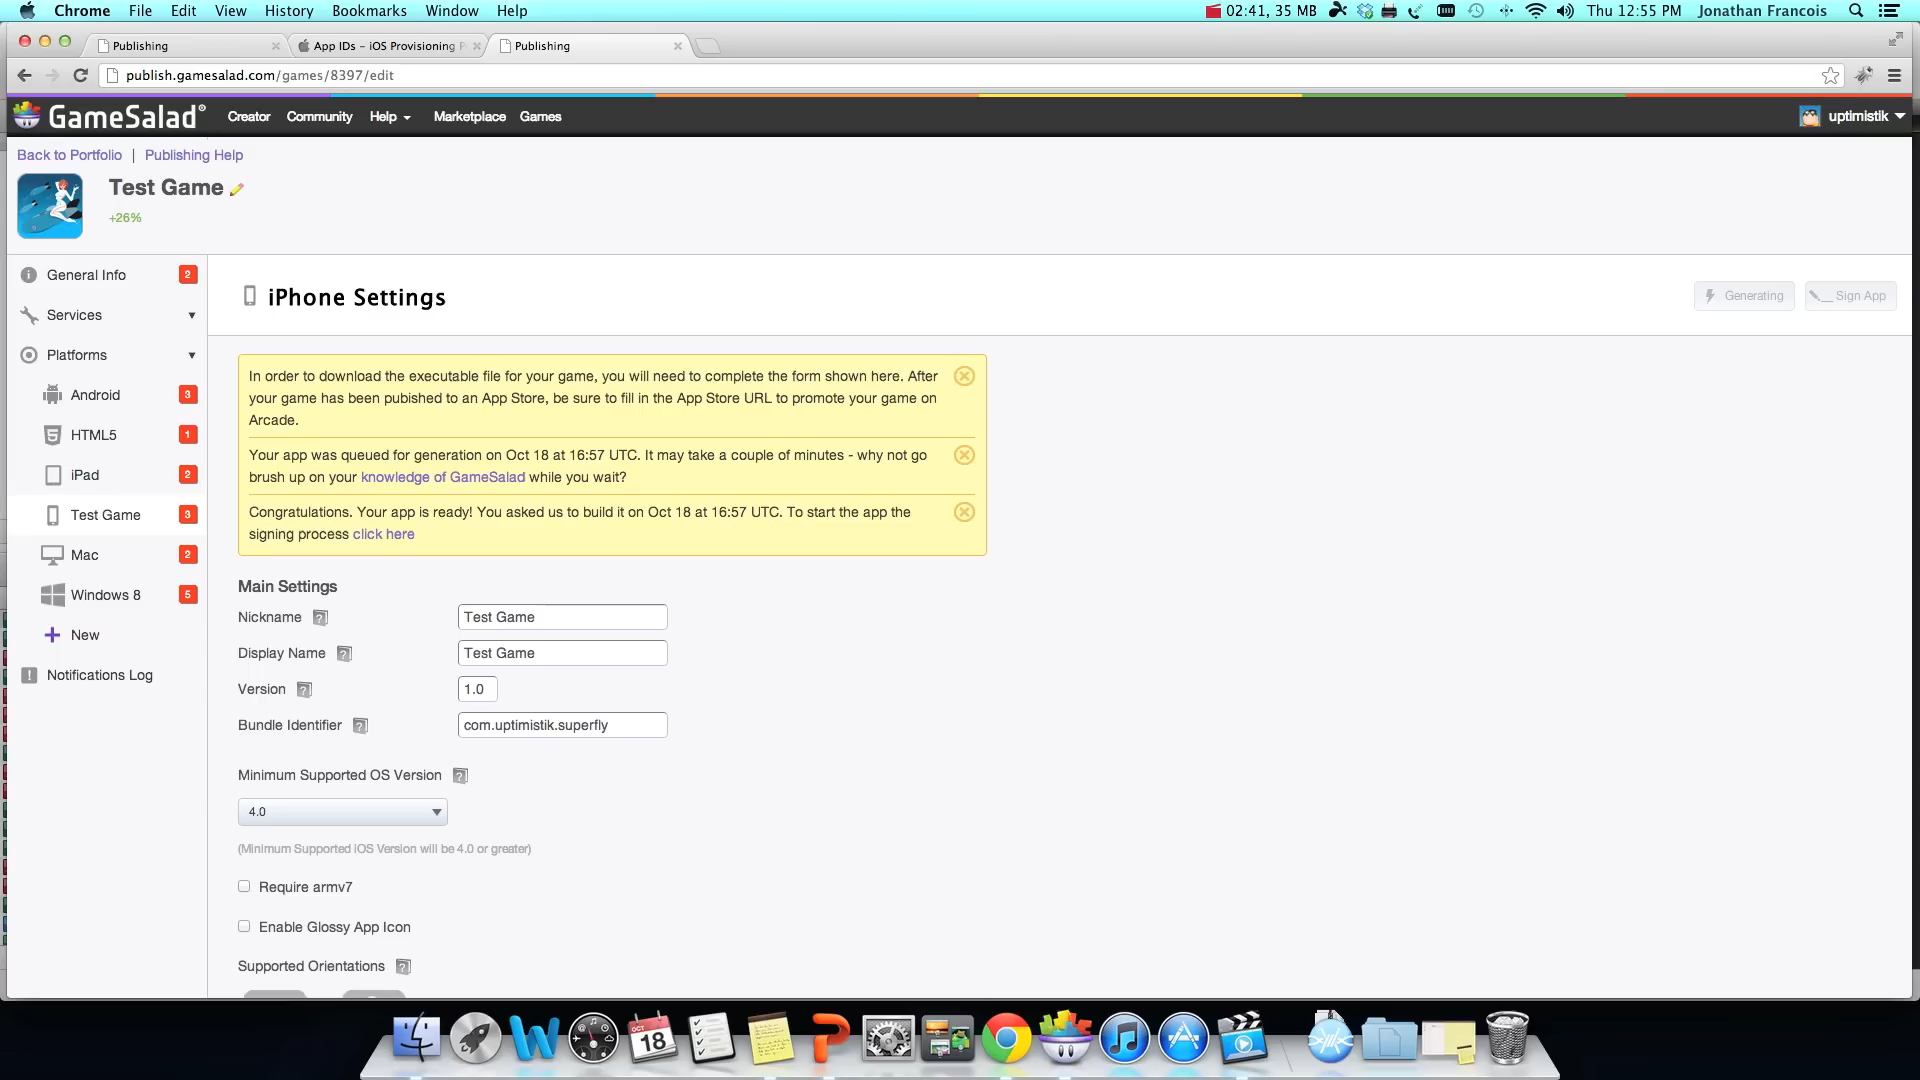 Chrome File Edit View History Bookmarks Window Help 02:41, 35 MB Thu 12:55 PM Jonathan Francois
Publishing App IDs – iOS Provisioning P Publishing
publish.gamesalad.com/games/8397/edit
GameSalad® Creator Community Help Marketplace Games uptimistik
Back to Portfolio | Publishing Help
Test Game
+26%
General Info 2
Services
Platforms
Android 3
HTML5 1
iPad 2
Test Game 3
Mac 2
Windows 8 5
New
Notifications Log
iPhone Settings
Generating Sign App
In order to download the executable file for your game, you will need to complete the form shown here. After
your game has been pubished to an App Store, be sure to fill in the App Store URL to promote your game on
Arcade.
Your app was queued for generation on Oct 18 at 16:57 UTC. It may take a couple of minutes - why not go
brush up on your knowledge of GameSalad while you wait?
Congratulations. Your app is ready! You asked us to build it on Oct 18 at 16:57 UTC. To start the app the
signing process click here
Main Settings
Nickname ? Test Game
Display Name ? Test Game
Version ? 1.0
Bundle Identifier ? com.uptimistik.superfly
Minimum Supported OS Version ?
4.0
(Minimum Supported iOS Version will be 4.0 or greater)
Require armv7
Enable Glossy App Icon
Supported Orientations ?
OCT
18